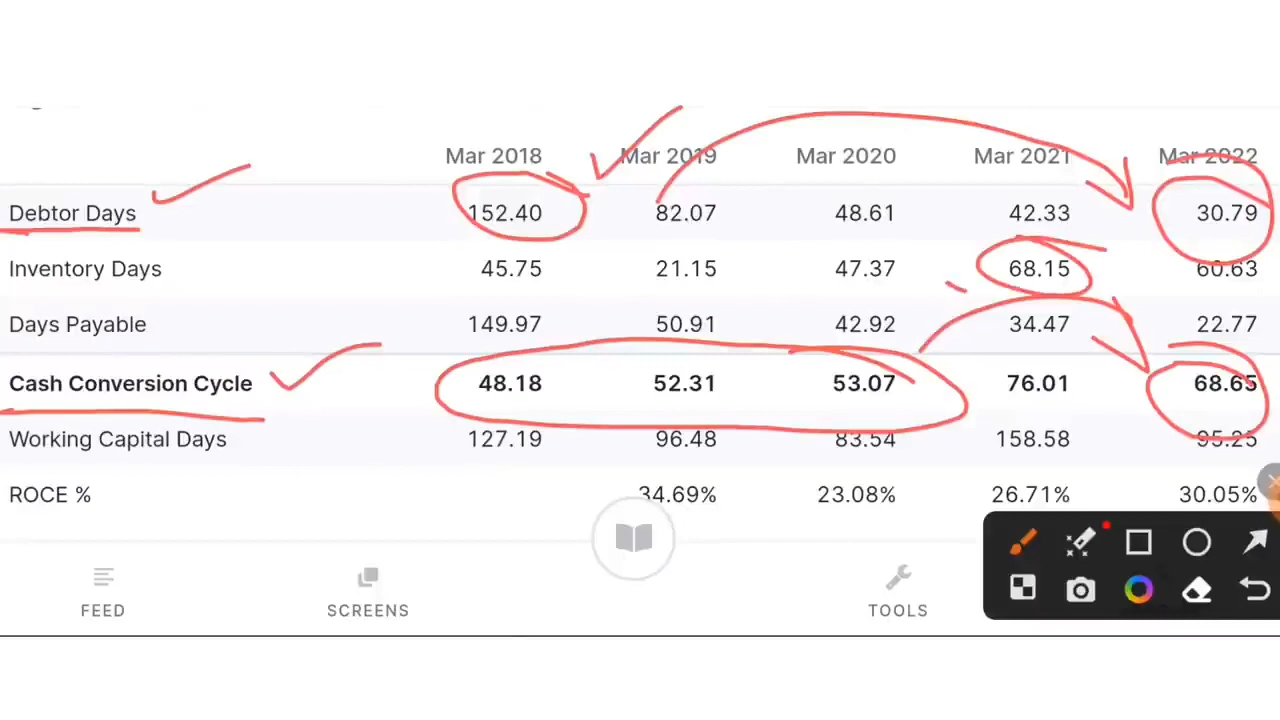 Mar 2018 Mar 2019 Mar 2020 Mar 2021 Mar 2022
Debtor Days 152.40 82.07 48.61 42.33 30.79
Inventory Days 45.75 21.15 47.37 68.15 60.63
Days Payable 149.97 50.91 42.92 34.47 22.77
Cash Conversion Cycle 48.18 52.31 53.07 76.01 68.65
Working Capital Days 127.19 96.48 83.54 158.58 95.25
ROCE % 34.69% 23.08% 26.71% 30.05%
FEED SCREENS TOOLS